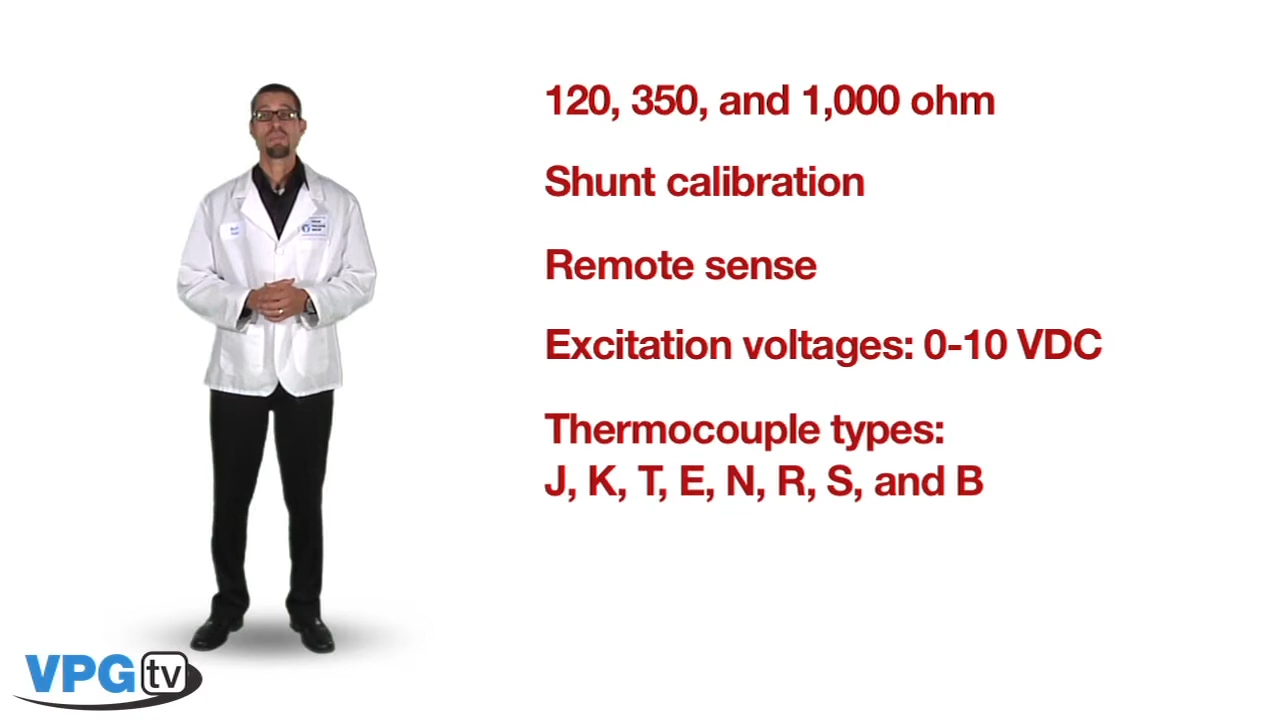 120, 350, and 1,000 ohm
Shunt calibration
Remote sense
Excitation voltages: 0-10 VDC
Thermocouple types:
J, K, T, E, N, R, S, and B
VPG tv